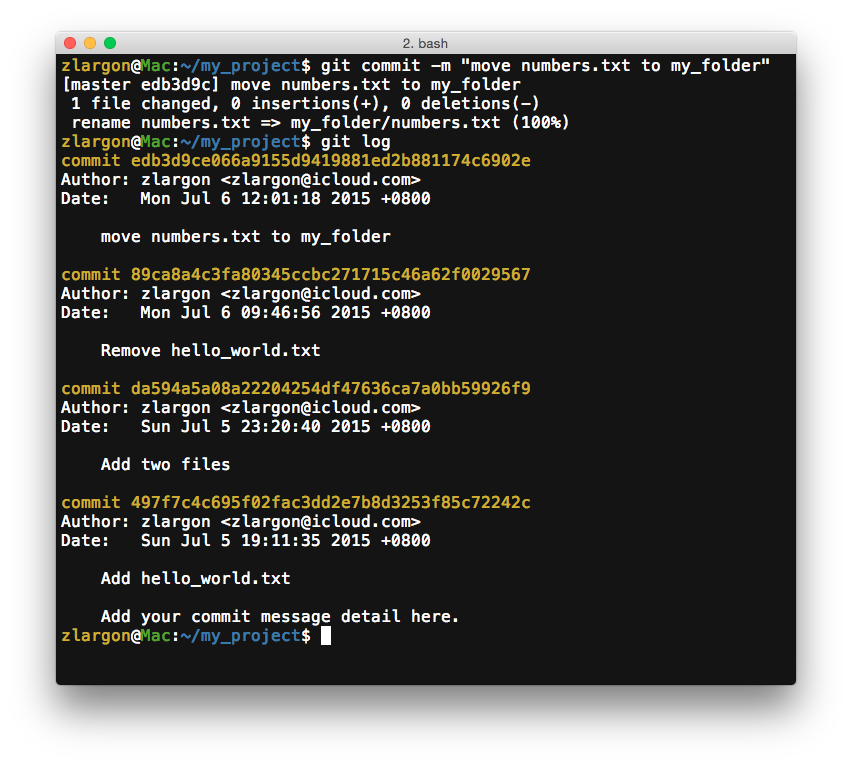 2. bash
zlargon@Mac:~/my_project$ git commit -m "move numbers.txt to my_folder"
[master edb3d9c] move numbers.txt to my_folder
 1 file changed, 0 insertions(+), 0 deletions(-)
 rename numbers.txt => my_folder/numbers.txt (100%)
zlargon@Mac:~/my_project$ git log
commit edb3d9ce066a9155d9419881ed2b881174c6902e
Author: zlargon <zlargon@icloud.com>
Date:   Mon Jul 6 12:01:18 2015 +0800
    move numbers.txt to my_folder
commit 89ca8a4c3fa80345ccbc271715c46a62f0029567
Author: zlargon <zlargon@icloud.com>
Date:   Mon Jul 6 09:46:56 2015 +0800
    Remove hello_world.txt
commit da594a5a08a22204254df47636ca7a0bb59926f9
Author: zlargon <zlargon@icloud.com>
Date:   Sun Jul 5 23:20:40 2015 +0800
    Add two files
commit 497f7c4c695f02fac3dd2e7b8d3253f85c72242c
Author: zlargon <zlargon@icloud.com>
Date:   Sun Jul 5 19:11:35 2015 +0800
    Add hello_world.txt
    Add your commit message detail here.
zlargon@Mac:~/my_project$